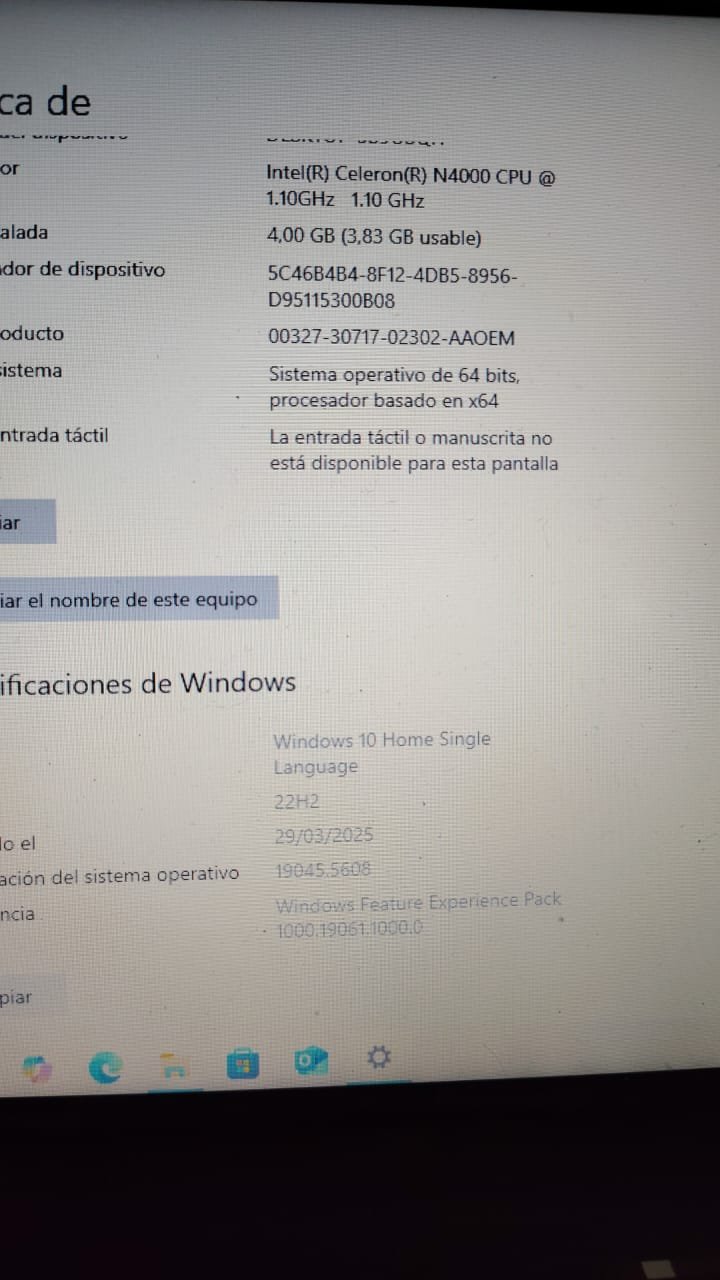 ca de
or
Intel(R) Celeron(R) N4000 CPU @
1.10GHz 1.10 GHz
alada
4,00 GB (3,83 GB usable)
dor de dispositivo
5C46B4B4-8F12-4DB5-8956-
D95115300B08
oducto
00327-30717-02302-AAOEM
sistema
Sistema operativo de 64 bits,
procesador basado en x64
ntrada táctil
La entrada táctil o manuscrita no
está disponible para esta pantalla
iar
iar el nombre de este equipo
ificaciones de Windows
Windows 10 Home Single
Language
22H2
lo el
29/03/2025
ación del sistema operativo
19045.5608
ncia
Windows Feature Experience Pack
1000.19061.1000.0
piar